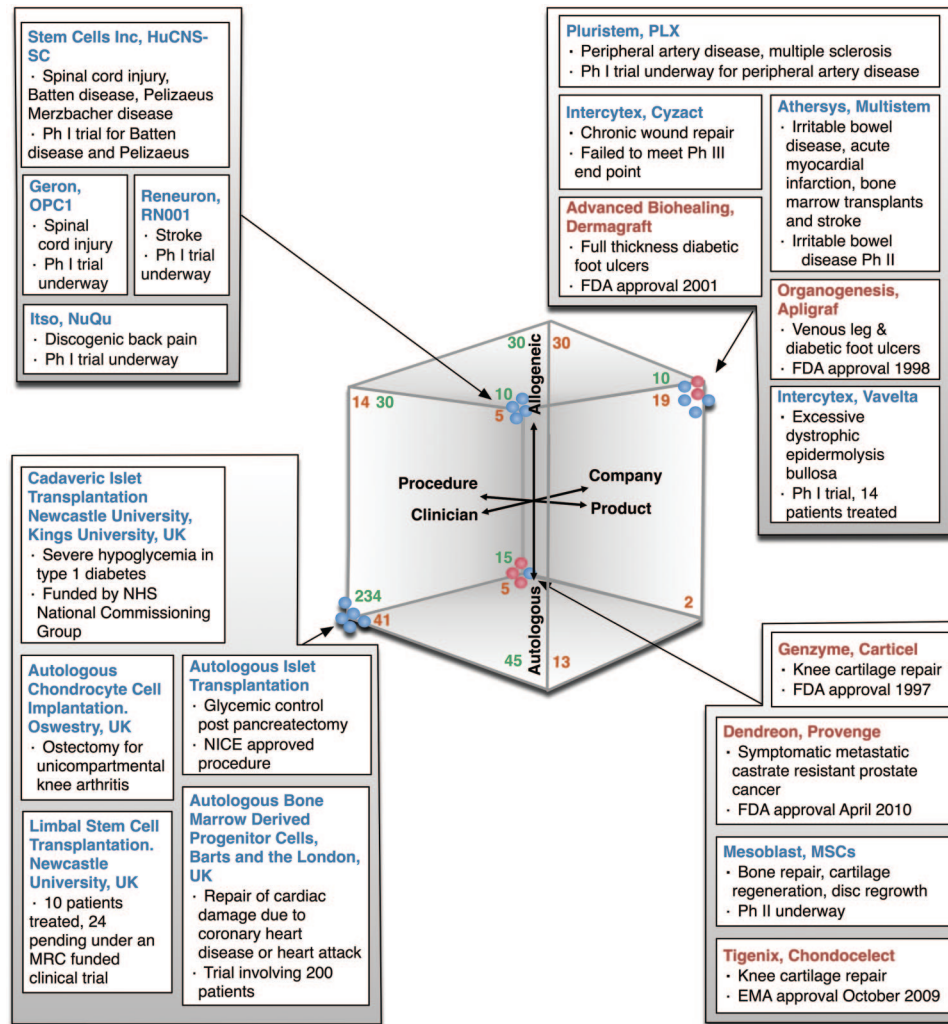 Stem Cells Inc, HuCNS-
SC
· Spinal cord injury,
Batten disease, Pelizaeus
Merzbacher disease
· Ph I trial for Batten
disease and Pelizaeus
Geron,
OPC1
· Spinal
cord injury
· Ph I trial
underway
Reneuron,
RN001
· Stroke
· Ph I trial
underway
Itso, NuQu
· Discogenic back pain
· Ph I trial underway
Pluristem, PLX
· Peripheral artery disease, multiple sclerosis
· Ph I trial underway for peripheral artery disease
Intercytex, Cyzact
· Chronic wound repair
· Failed to meet Ph III
end point
Athersys, Multistem
· Irritable bowel
disease, acute
myocardial
infarction, bone
marrow transplants
and stroke
· Irritable bowel
disease Ph II
Advanced Biohealing,
Dermagraft
· Full thickness diabetic
foot ulcers
· FDA approval 2001
Organogenesis,
Apligraf
· Venous leg &
diabetic foot ulcers
· FDA approval 1998
Intercytex, Vavelta
· Excessive
dystrophic
epidermolysis
bullosa
· Ph I trial, 14
patients treated
30
30
Allogeneic
10
5
10
19
14
30
Procedure
Company
Clinician
Product
15
5
Autologous
234
41
2
45
13
Cadaveric Islet
Transplantation
Newcastle University,
Kings University, UK
· Severe hypoglycemia in
type 1 diabetes
· Funded by NHS
National Commissioning
Group
Autologous
Chondrocyte Cell
Implantation.
Oswestry, UK
· Ostectomy for
unicompartmental
knee arthritis
Autologous Islet
Transplantation
· Glycemic control
post pancreatectomy
· NICE approved
procedure
Limbal Stem Cell
Transplantation.
Newcastle
University, UK
· 10 patients
treated, 24
pending under an
MRC funded
clinical trial
Autologous Bone
Marrow Derived
Progenitor Cells,
Barts and the London,
UK
· Repair of cardiac
damage due to
coronary heart
disease or heart attack
· Trial involving 200
patients
Genzyme, Carticel
· Knee cartilage repair
· FDA approval 1997
Dendreon, Provenge
· Symptomatic metastatic
castrate resistant prostate
cancer
· FDA approval April 2010
Mesoblast, MSCs
· Bone repair, cartilage
regeneration, disc regrowth
· Ph II underway
Tigenix, Chondocelect
· Knee cartilage repair
· EMA approval October 2009